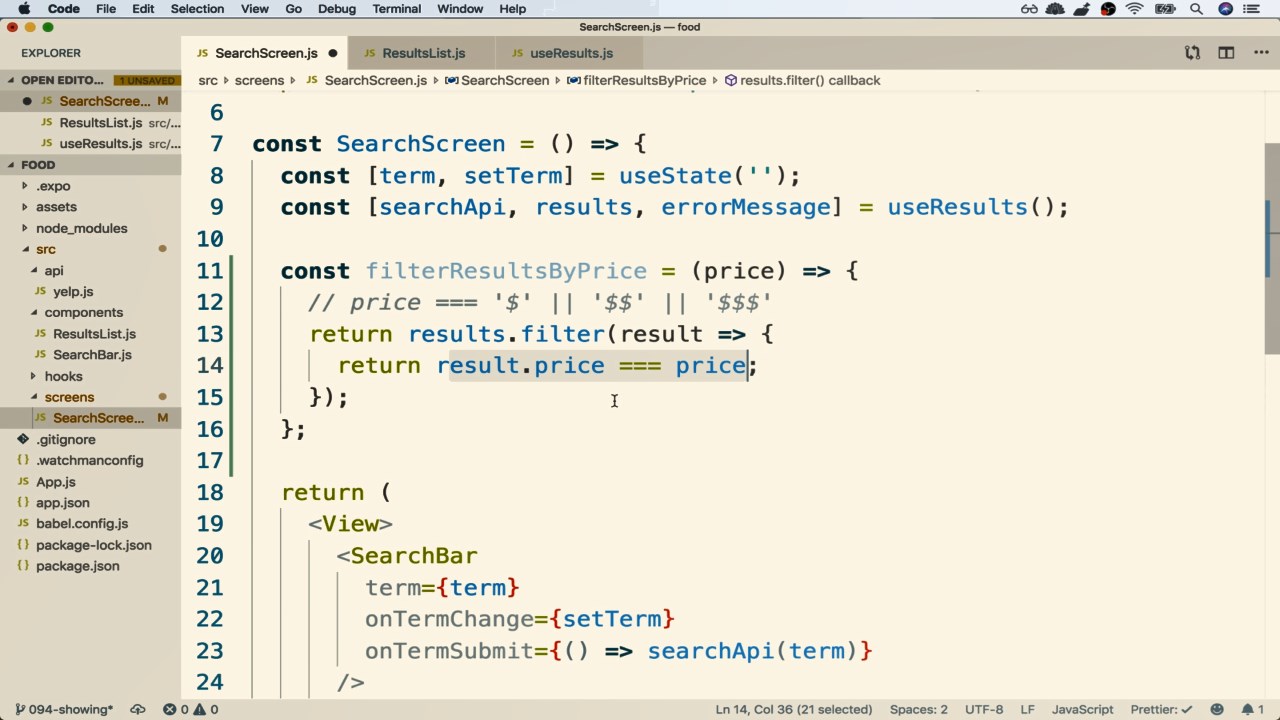 Code File Edit Selection View Go Debug Terminal Window Help
SearchScreen.js — food
EXPLORER
JS SearchScreen.js ● JS ResultsList.js JS useResults.js
OPEN EDITO... 1 UNSAVED
src › screens › JS SearchScreen.js › SearchScreen › filterResultsByPrice › results.filter() callback
● JS SearchScree... M
JS ResultsList.js src/...
JS useResults.js src/...
FOOD
.expo
assets
node_modules
src
api
JS yelp.js
components
JS ResultsList.js
JS SearchBar.js
hooks
screens
JS SearchScree... M
.gitignore
{} .watchmanconfig
JS App.js
{} app.json
JS babel.config.js
{} package-lock.json
{} package.json
6
7 const SearchScreen = () => {
8 const [term, setTerm] = useState('');
9 const [searchApi, results, errorMessage] = useResults();
10
11 const filterResultsByPrice = (price) => {
12 // price === '$' || '$$' || '$$$'
13 return results.filter(result => {
14 return result.price === price;
15 });
16 };
17
18 return (
19 <View>
20 <SearchBar
21 term={term}
22 onTermChange={setTerm}
23 onTermSubmit={() => searchApi(term)}
24 />
094-showing* 0 0 Ln 14, Col 36 (21 selected) Spaces: 2 UTF-8 LF JavaScript Prettier: ✓ 1